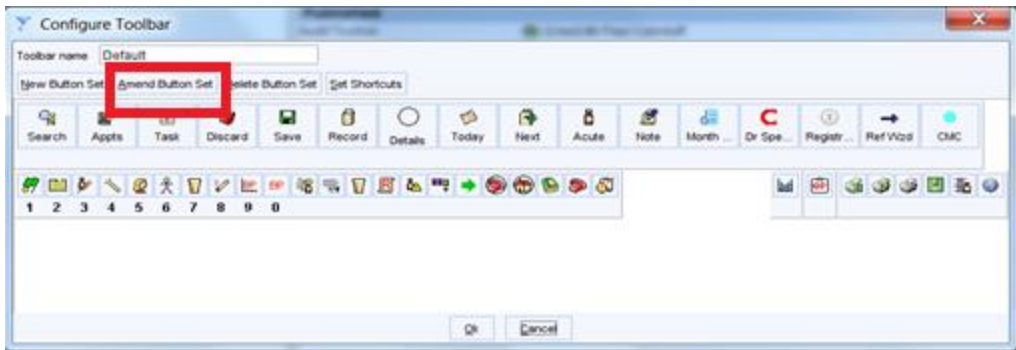 Configure Toolbar
Toolbar name Default
New Button Set Amend Button Set Delete Button Set Set Shortcuts
Search Appts Task Discard Save Record Details Today Next Acute Note Month ... Dr Spe... Registr... Ref Wizd CMC
1 2 3 4 5 6 7 8 9 0
Ok Cancel